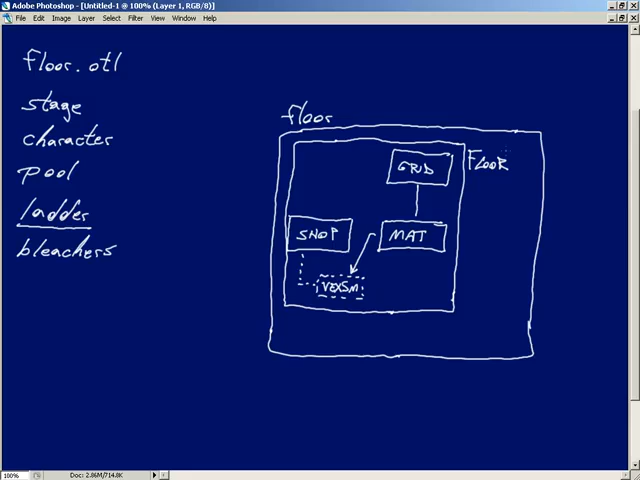 Adobe Photoshop - [Untitled-1 @ 100% (Layer 1, RGB/8)]
File Edit Image Layer Select Filter View Window Help
floor.otl
stage
character
pool
ladder
bleachers
floor
FLOOR
GRID
SHOP
MAT
VEXSM
100%
Doc: 2.86M/714.8K